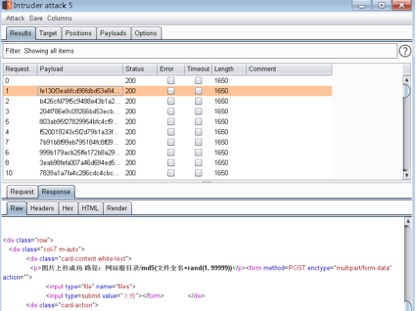 Intruder attack 5
Attack Save Columns
Results Target Positions Payloads Options
Filter: Showing all items
Request Payload Status Error Timeout Length Comment
0 200 1650
1 fe130f3eabfcd98fdbd53e84... 200 1650
2 b426cfd79f5c9488e43b1a2... 200 1650
3 204f786e9c09266bd53ecb... 200 1650
5 803ab95f27829954bfc4cf9... 200 1650
4 f520019243c5f2d79b1a33f... 200 1650
7 7b91b8f99eb795184fc8f09... 200 1650
6 999b179acb25ffe172b8a29... 200 1650
8 3eab98fefa007a46d694ed5... 200 1650
10 7839a1a7fa4c286cdc4cbc... 200 1650
Request Response
Raw Headers Hex HTML Render
<div class="row">
<div class="col-7 m-auto">
<div class="card-content white-text">
<p>图片上传成功 路径：网站根目录/md5(文件全名+rand(1, 99999))</p><form method=POST enctype="multipart/form-data"
action="">
<input type="file" name="files">
<input type=submit value="上传"></form> </div>
<div class="card-action">